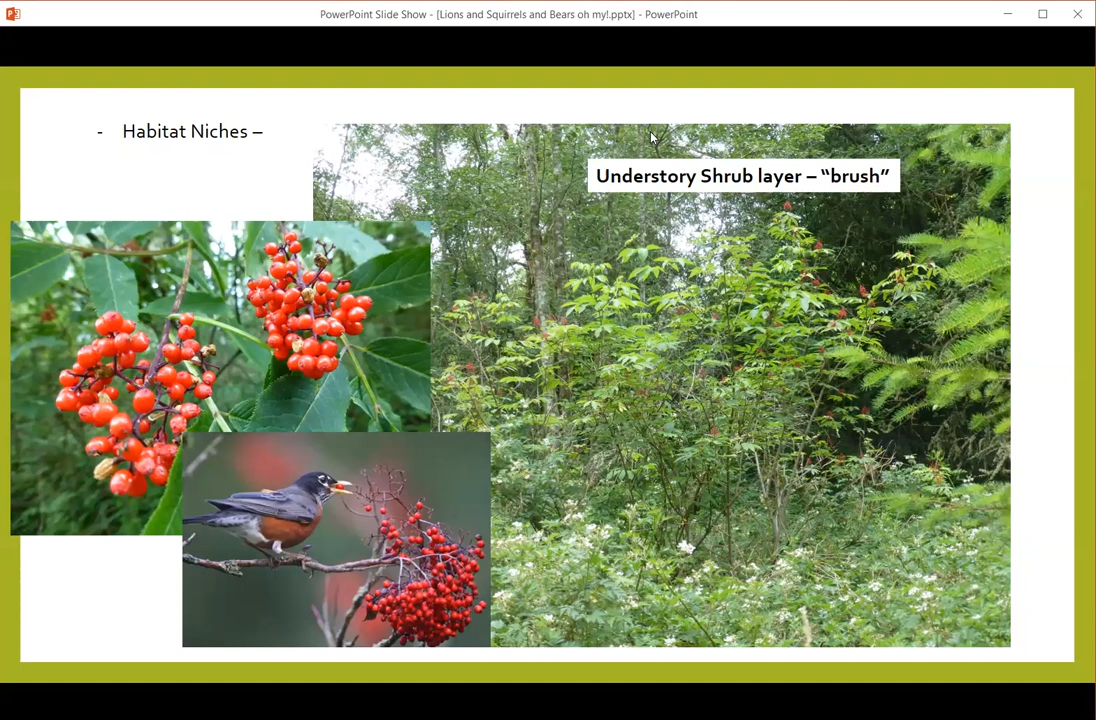 PowerPoint Slide Show - [Lions and Squirrels and Bears oh my!.pptx] - PowerPoint
- Habitat Niches –
Understory Shrub layer – “brush”